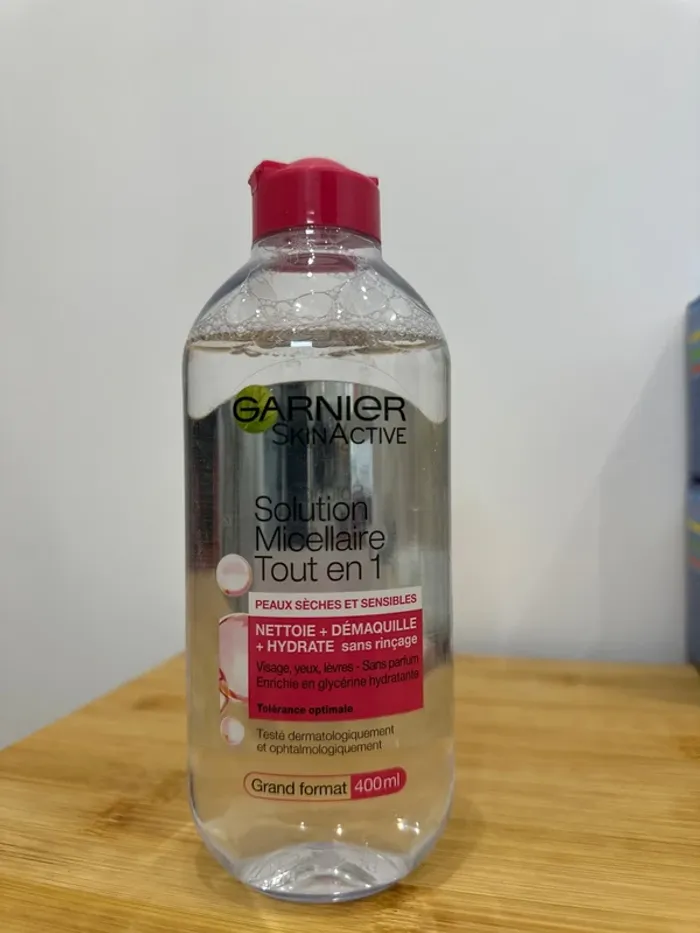 GARNIER
SKINACTIVE
Solution
Micellaire
Tout en 1
PEAUX SÈCHES ET SENSIBLES
NETTOIE + DÉMAQUILLE
+ HYDRATE sans rinçage
Visage, yeux, lèvres - Sans parfum
Enrichie en glycérine hydratante
Tolérance optimale
Testé dermatologiquement
et ophtalmologiquement
Grand format 400ml